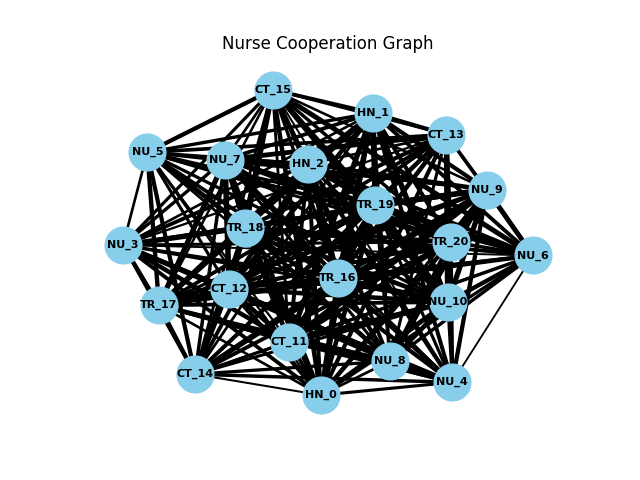 Nurse Cooperation Graph
CT_15
HN_1
CT_13
NU_5
NU_7
HN_2
NU_9
TR_19
TR_18
TR_20
NU_3
NU_6
TR_16
CT_12
TR_17
NU_10
CT_11
NU_8
CT_14
NU_4
HN_0